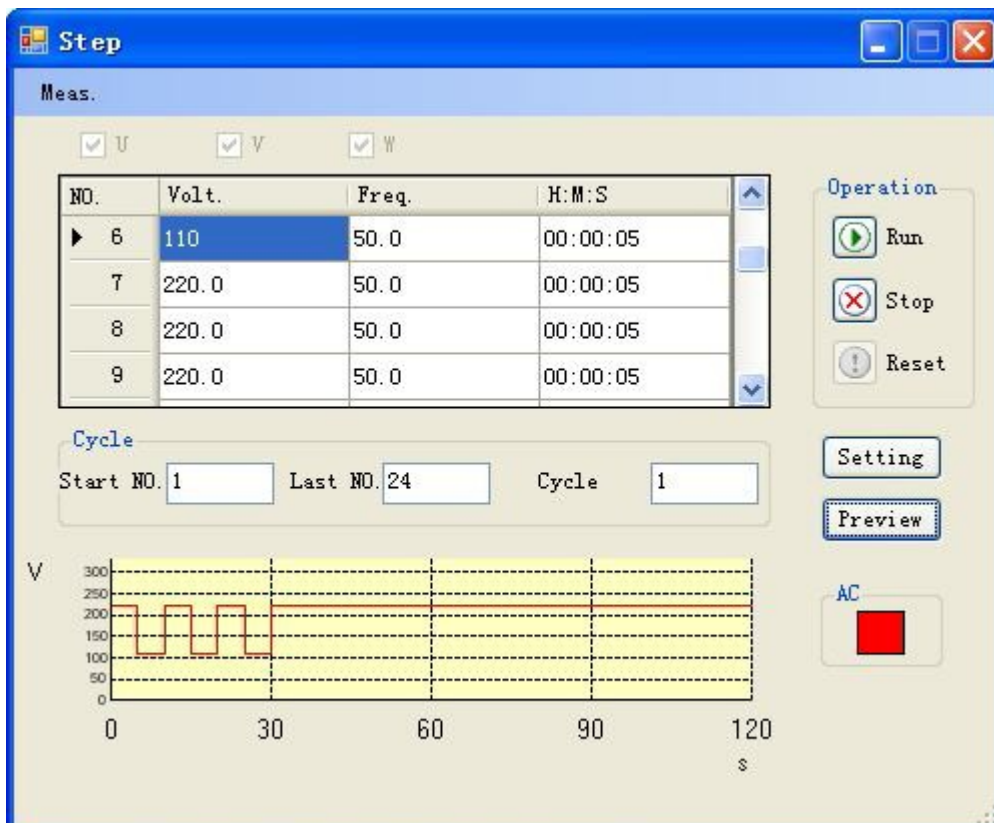 Step
Meas.
U V W
NO. Volt. Freq. H:M:S
6 110 50.0 00:00:05
7 220.0 50.0 00:00:05
8 220.0 50.0 00:00:05
9 220.0 50.0 00:00:05
Operation
Run
Stop
Reset
Cycle
Start NO. 1 Last NO. 24 Cycle 1
Setting
Preview
V
300
250
200
150
100
50
0
0 30 60 90 120
s
AC